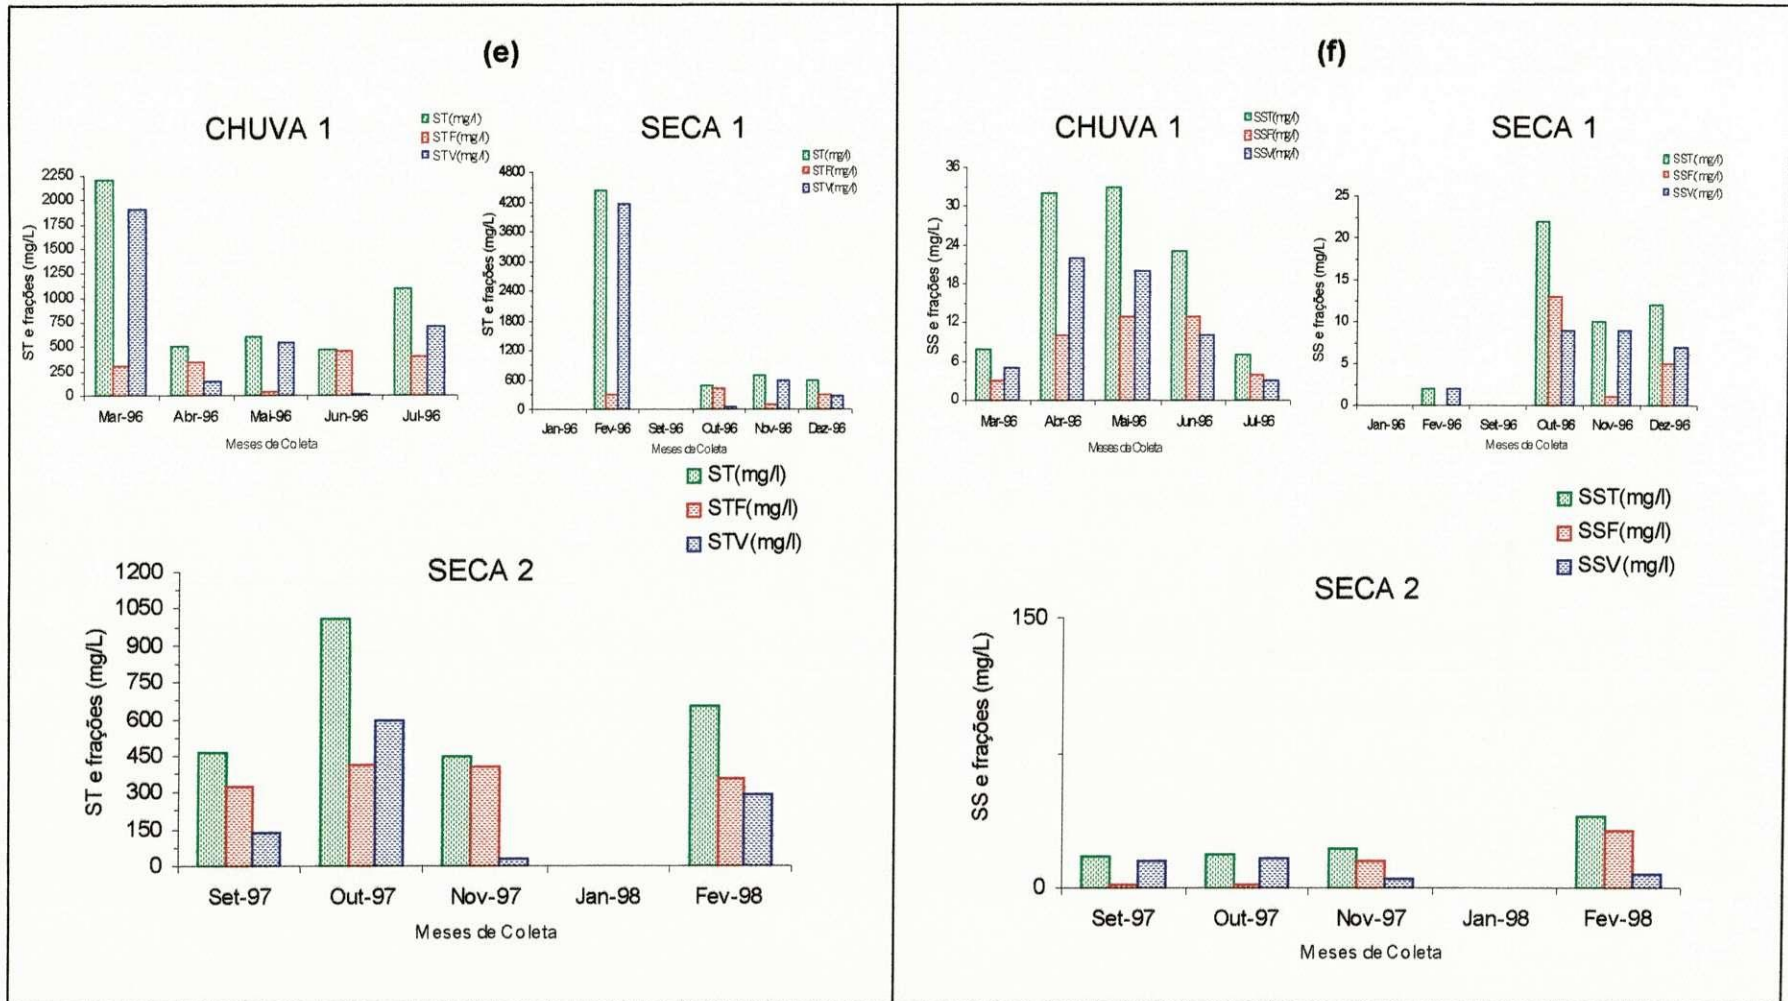 (e)
CHUVA 1
ST(mg/l)
STF(mg/l)
STV(mg/l)
ST e frações (mg/L)
2250
2000
1750
1500
1250
1000
750
500
250
0
Mar-96 Abr-96 Mai-96 Jun-96 Jul-96
Meses de Coleta
SECA 1
ST(mg/l)
STF(mg/l)
STV(mg/l)
ST e frações (mg/L)
4800
4200
3600
3000
2400
1800
1200
600
0
Jan-96 Fev-96 Set-96 Out-96 Nov-96 Dez-96
Meses de Coleta
ST(mg/l)
STF(mg/l)
STV(mg/l)
SECA 2
ST e frações (mg/L)
1200
1050
900
750
600
450
300
150
0
Set-97 Out-97 Nov-97 Jan-98 Fev-98
Meses de Coleta
(f)
CHUVA 1
SST(mg/l)
SSF(mg/l)
SSV(mg/l)
SS e frações (mg/L)
36
30
24
18
12
6
0
Mar-96 Abr-96 Mai-96 Jun-96 Jul-96
Meses de Coleta
SECA 1
SST(mg/l)
SSF(mg/l)
SSV(mg/l)
SS e frações (mg/L)
25
20
15
10
5
0
Jan-96 Fev-96 Set-96 Out-96 Nov-96 Dez-96
Meses de Coleta
SST(mg/l)
SSF(mg/l)
SSV(mg/l)
SECA 2
SS e frações (mg/L)
150
0
Set-97 Out-97 Nov-97 Jan-98 Fev-98
Meses de Coleta